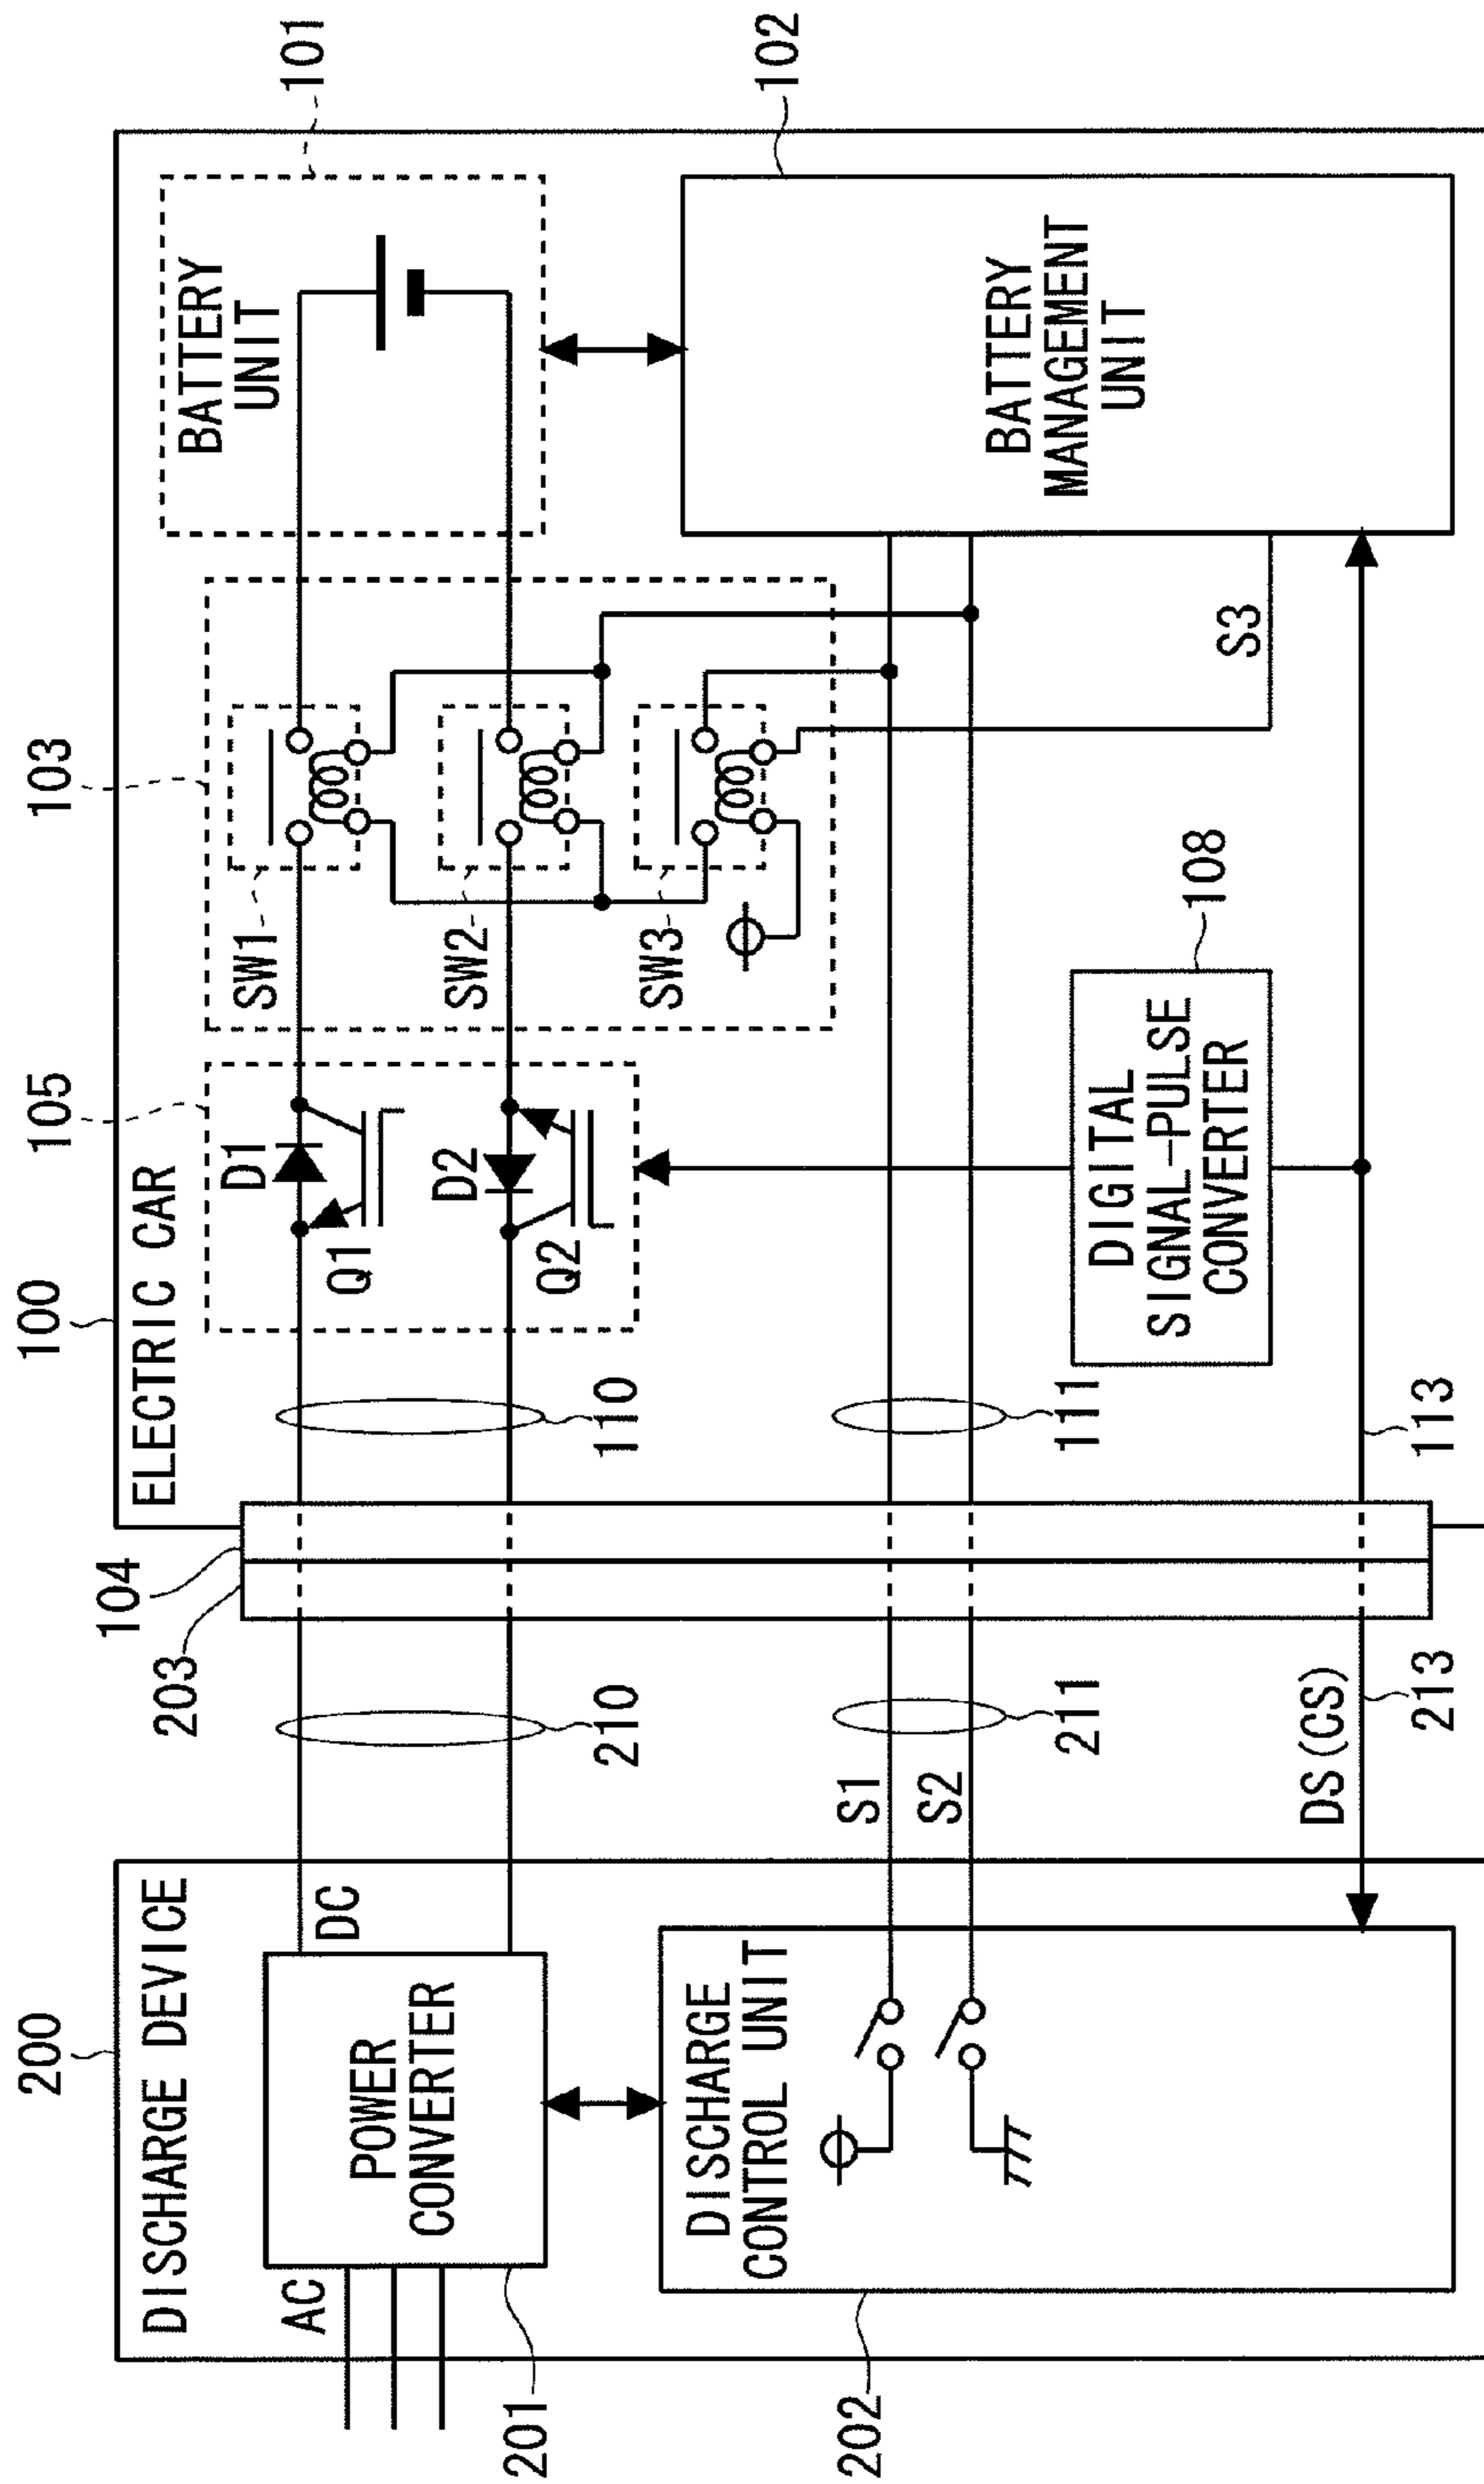 200
DISCHARGE DEVICE
AC
DC
POWER
CONVERTER
201
DISCHARGE
CONTROL UNIT
202
S1
S2
DS(CS)
210
211
213
203
104
100
ELECTRIC CAR
105
D1
Q1
D2
Q2
110
111
113
103
SW1
SW2
SW3
S3
DIGITAL
SIGNAL-PULSE
CONVERTER
108
101
BATTERY
UNIT
102
BATTERY
MANAGEMENT
UNIT